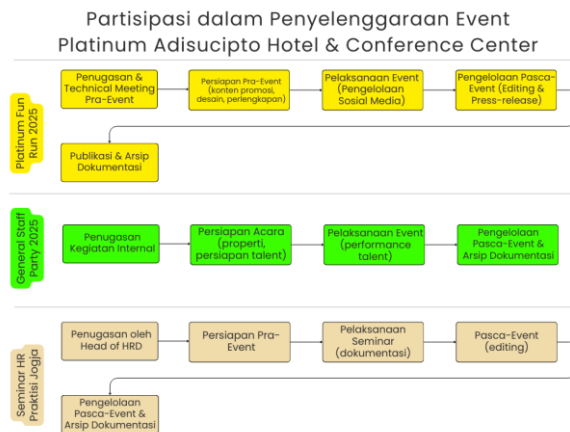 Partisipasi dalam Penyelenggaraan Event
Platinum Adisucipto Hotel & Conference Center
Platinum Fun
Run 2025
Penugasan &
Technical Meeting
Pra-Event
Persiapan Pra-Event
(konten promosi,
desain, perlengkapan)
Pelaksanaan Event
(Pengelolaan
Sosial Media)
Pengelolaan Pasca-
Event (Editing &
Press-release)
Publikasi & Arsip
Dokumentasi
General Staff
Party 2025
Penugasan
Kegiatan Internal
Persiapan Acara
(properti,
persiapan talent)
Pelaksanaan Event
(performance
talent)
Pengelolaan
Pasca-Event &
Arsip Dokumentasi
Seminar HR
Praktisi Jogja
Penugasan oleh
Head of HRD
Persiapan Pra-
Event
Pelaksanaan
Seminar
(dokumentasi)
Pasca-Event
(editing)
Pengelolaan
Pasca-Event &
Arsip Dokumentasi